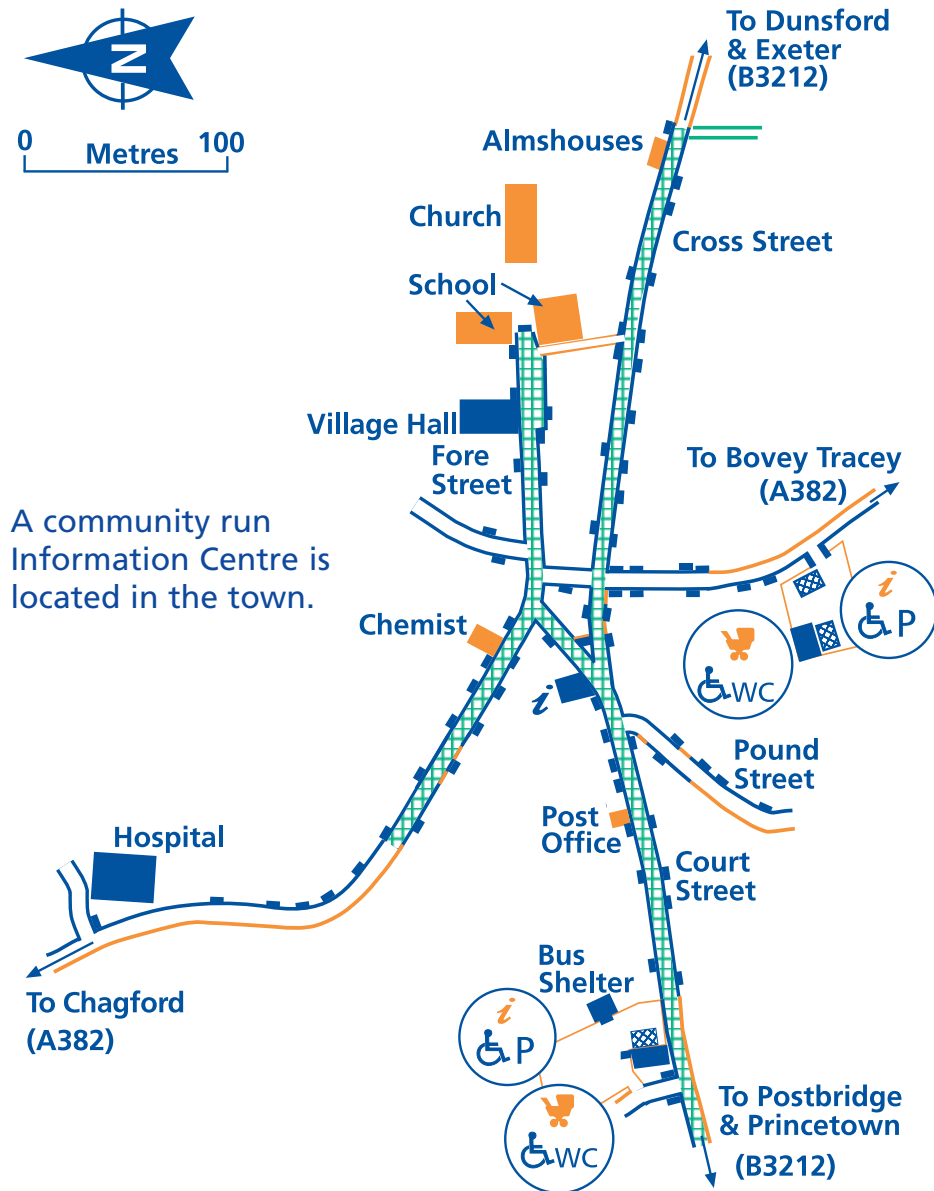 N
0
100
Metres
To Dunsford
& Exeter
(B3212)
Almshouses
Church
Cross Street
School
Village Hall
Fore
Street
To Bovey Tracey
(A382)
A community run
Information Centre is
located in the town.
i
P
Chemist
WC
i
Pound
Street
Post
Office
Hospital
Court
Street
Bus
Shelter
To Chagford
(A382)
i
P
WC
To Postbridge
& Princetown
(B3212)